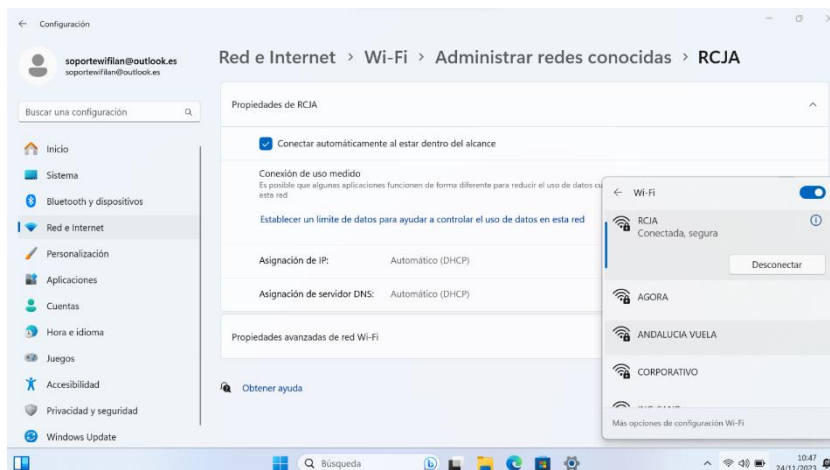 Configuración
soportewifilan@outlook.es
soportewifilan@outlook.es
Buscar una configuración
Inicio
Sistema
Bluetooth y dispositivos
Red e Internet
Personalización
Aplicaciones
Cuentas
Hora e idioma
Juegos
Accesibilidad
Privacidad y seguridad
Windows Update
Red e Internet > Wi-Fi > Administrar redes conocidas > RCJA
Propiedades de RCJA
Conectar automáticamente al estar dentro del alcance
Conexión de uso medido
Es posible que algunas aplicaciones funcionen de forma diferente para reducir el uso de datos
esta red
Establecer un límite de datos para ayudar a controlar el uso de datos en esta red
Asignación de IP: Automático (DHCP)
Asignación de servidor DNS: Automático (DHCP)
Propiedades avanzadas de red Wi-Fi
Obtener ayuda
Wi-Fi
RCJA
Conectada, segura
Desconectar
AGORA
ANDALUCIA VUELA
CORPORATIVO
Más opciones de configuración Wi-Fi
Búsqueda
10:47
24/11/2023